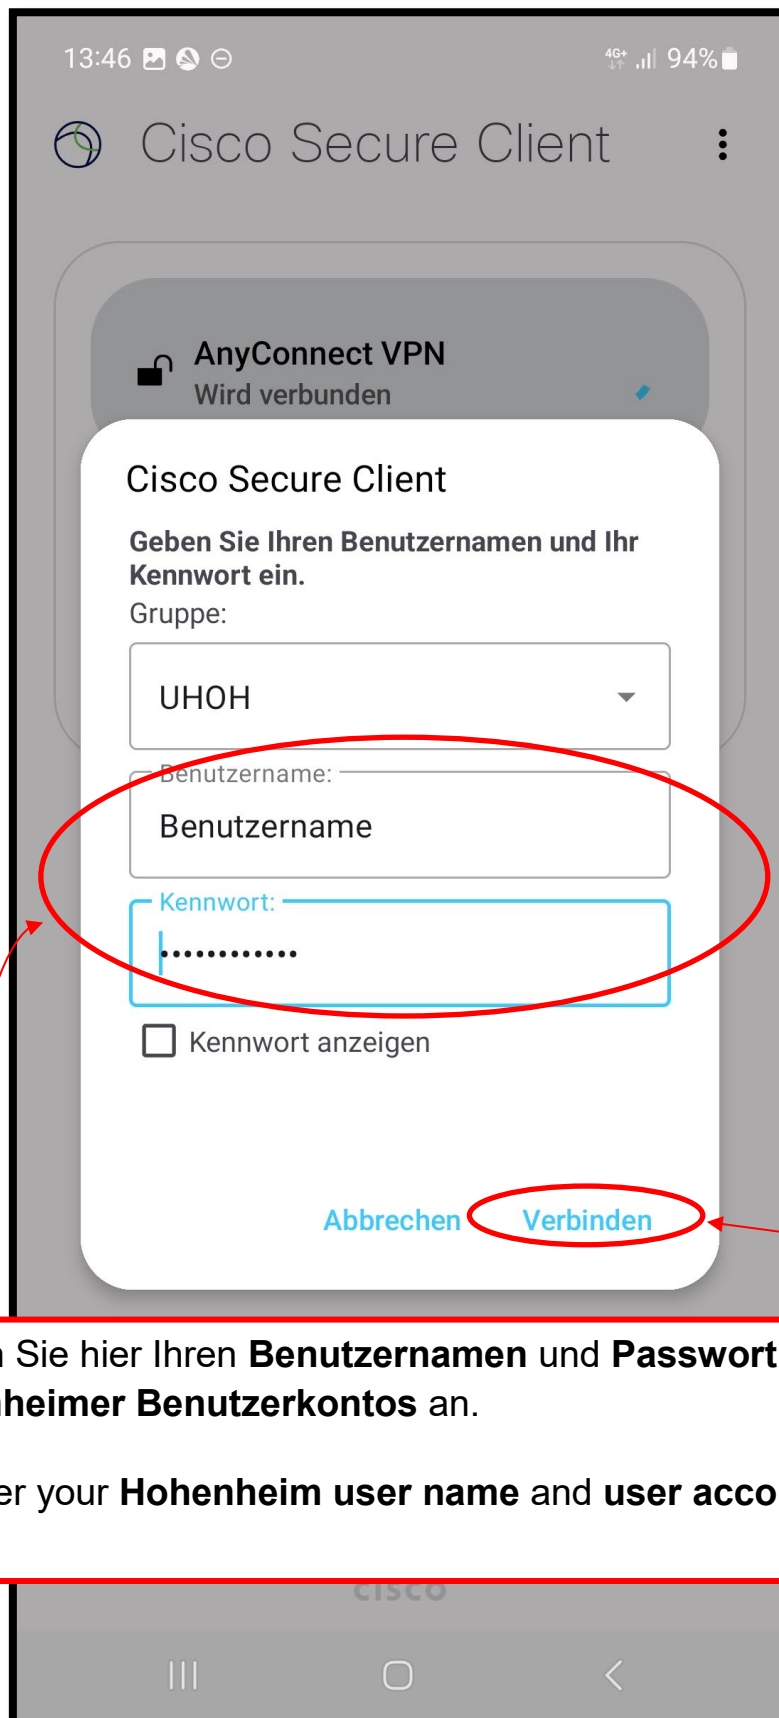 13:46
4G+
94%
Cisco Secure Client
AnyConnect VPN
Wird verbunden
Cisco Secure Client
Geben Sie Ihren Benutzernamen und Ihr
Kennwort ein.
Gruppe:
UHOH
Benutzername:
Benutzername
Kennwort:
••••••••••••
Kennwort anzeigen
Abbrechen
Verbinden
Sie hier Ihren Benutzernamen und Passwort
heimer Benutzerkontos an.
your Hohenheim user name and user acco
cisco